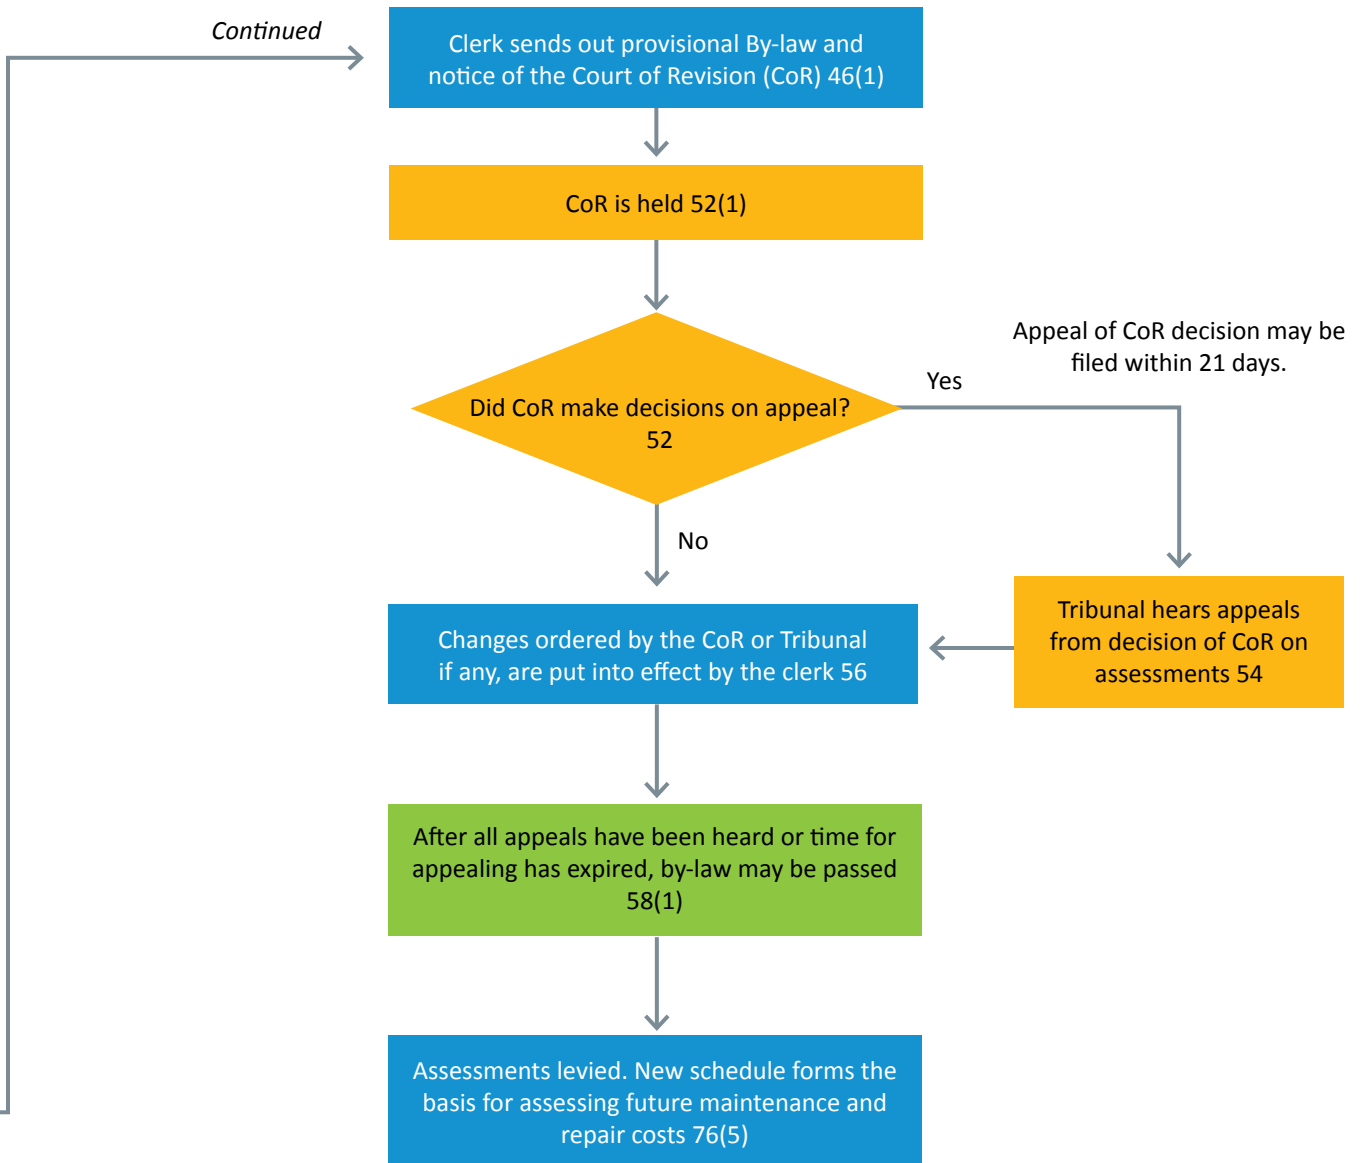 Continued
Clerk sends out provisional By-law and
notice of the Court of Revision (CoR) 46(1)
CoR is held 52(1)
Appeal of CoR decision may be
filed within 21 days.
Yes
Did CoR make decisions on appeal?
52
No
Changes ordered by the CoR or Tribunal
if any, are put into effect by the clerk 56
Tribunal hears appeals
from decision of CoR on
assessments 54
After all appeals have been heard or time for
appealing has expired, by-law may be passed
58(1)
Assessments levied. New schedule forms the
basis for assessing future maintenance and
repair costs 76(5)